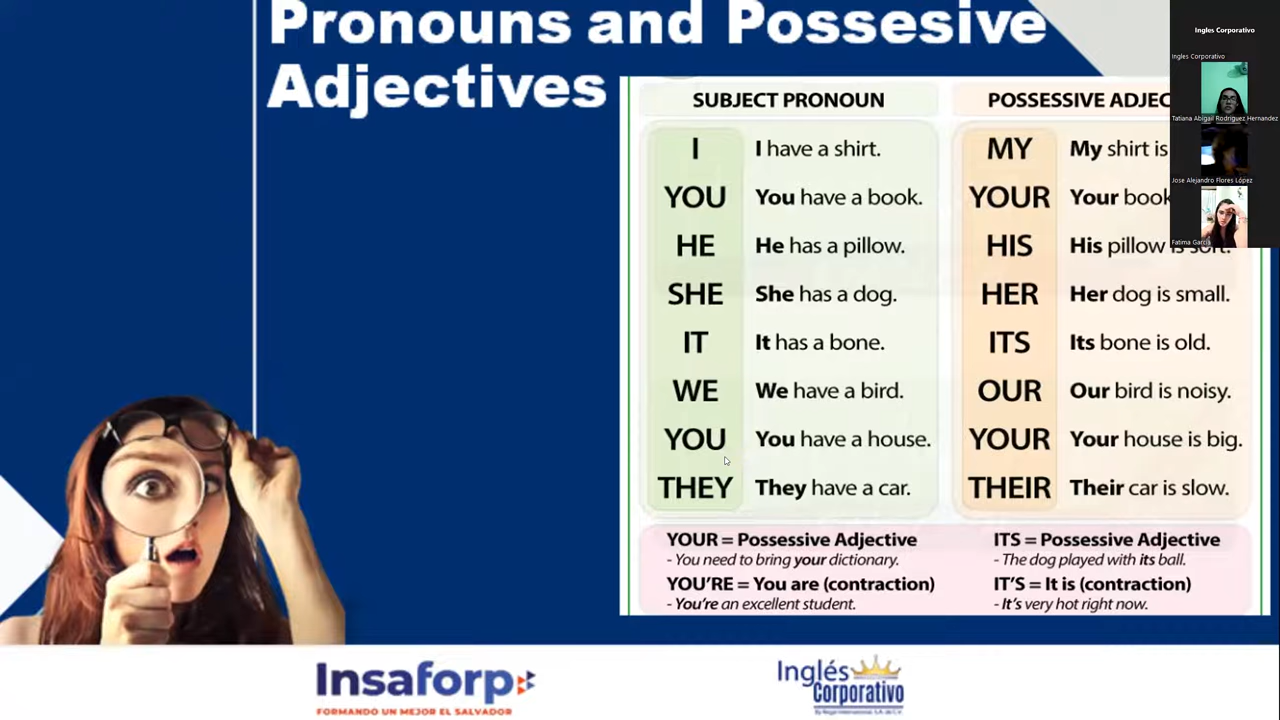 Pronouns and Possesive
Adjectives
SUBJECT PRONOUN
I
I have a shirt.
YOU
You have a book.
HE
He has a pillow.
SHE
She has a dog.
IT
It has a bone.
WE
We have a bird.
YOU
You have a house.
THEY
They have a car.
POSSESSIVE ADJEC
MY
My shirt is
YOUR
Your book
HIS
His pillow is soft.
HER
Her dog is small.
ITS
Its bone is old.
OUR
Our bird is noisy.
YOUR
Your house is big.
THEIR
Their car is slow.
YOUR = Possessive Adjective
- You need to bring your dictionary.
YOU'RE = You are (contraction)
- You're an excellent student.
ITS = Possessive Adjective
- The dog played with its ball.
IT'S = It is (contraction)
- It's very hot right now.
Ingles Corporativo
Ingles Corporativo
Tatiana Abigail Rodriguez Hernandez
Jose Alejandro Flores López
Fatima García
Insaforp
FORMANDO UN MEJOR EL SALVADOR
Inglés
Corporativo